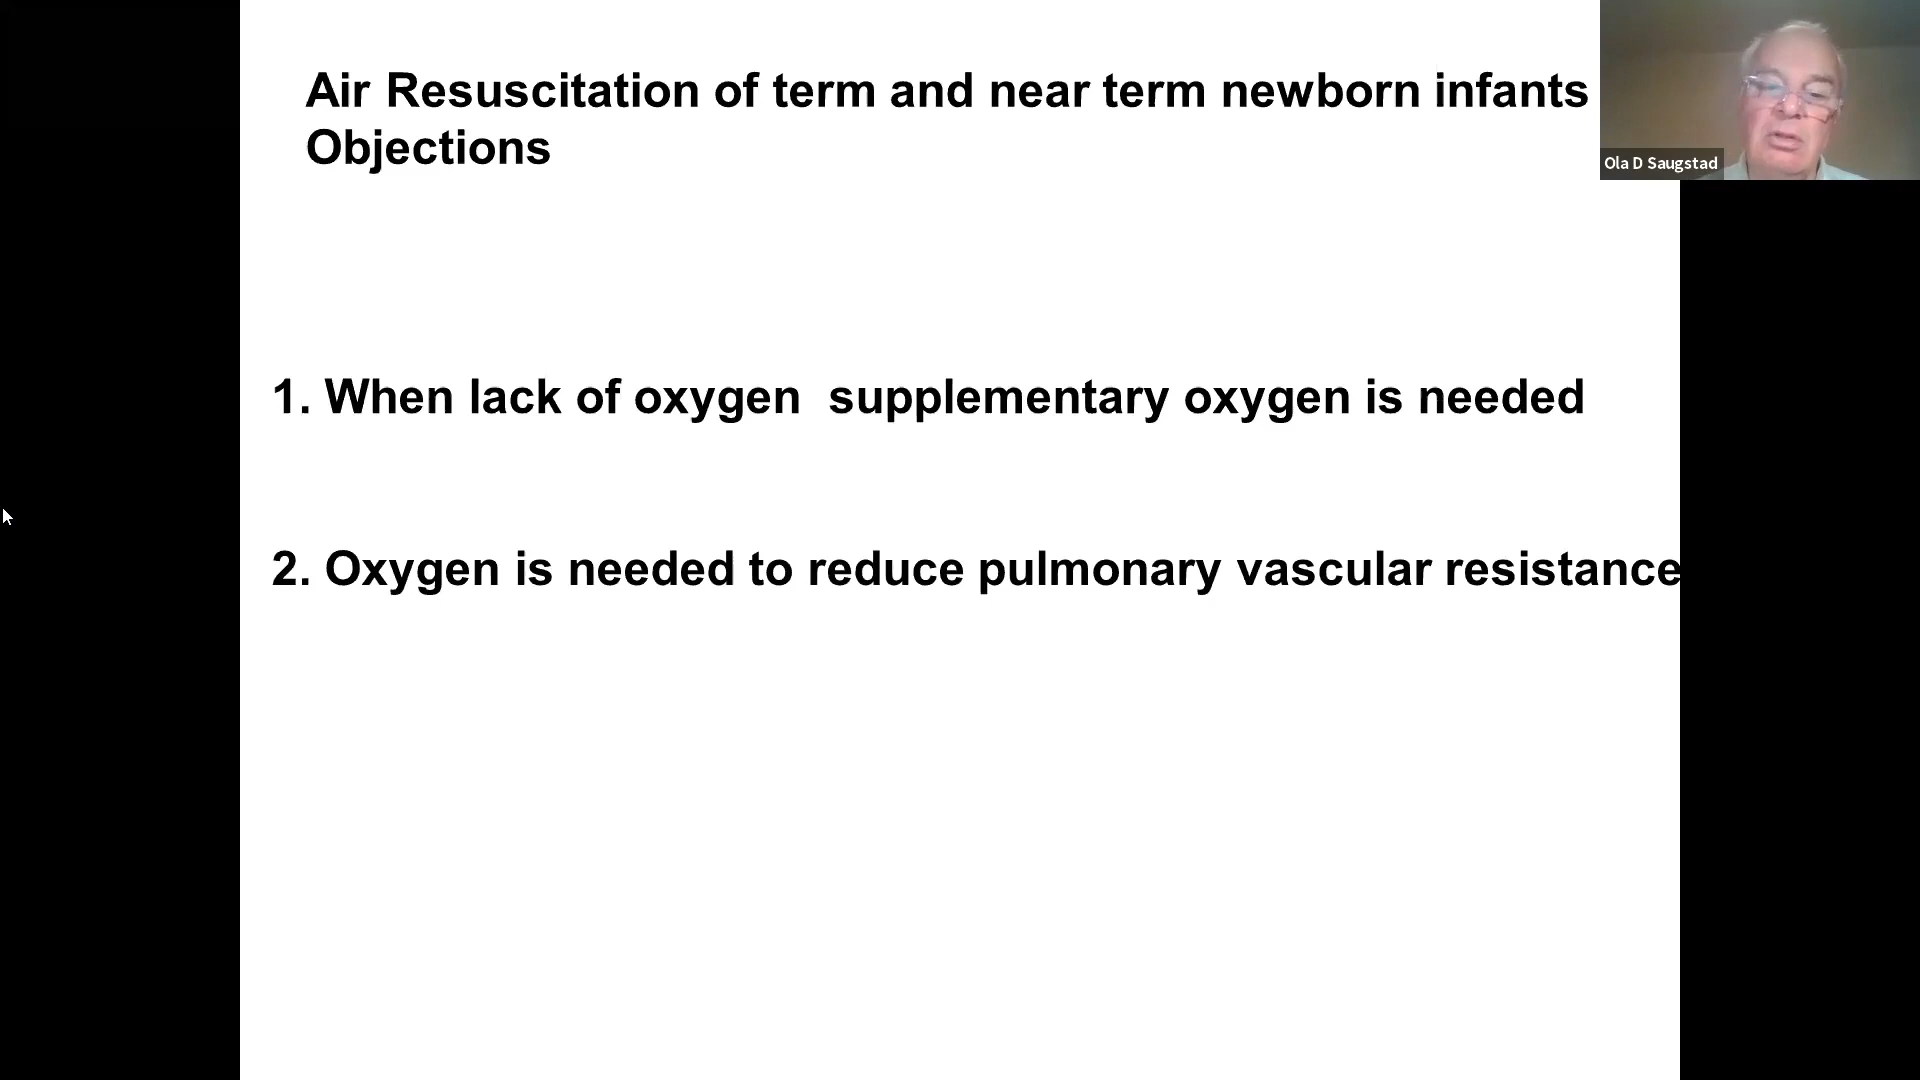 Air Resuscitation of term and near term newborn infants
Objections
Ola D Saugstad
1. When lack of oxygen  supplementary oxygen is needed
2. Oxygen is needed to reduce pulmonary vascular resistance